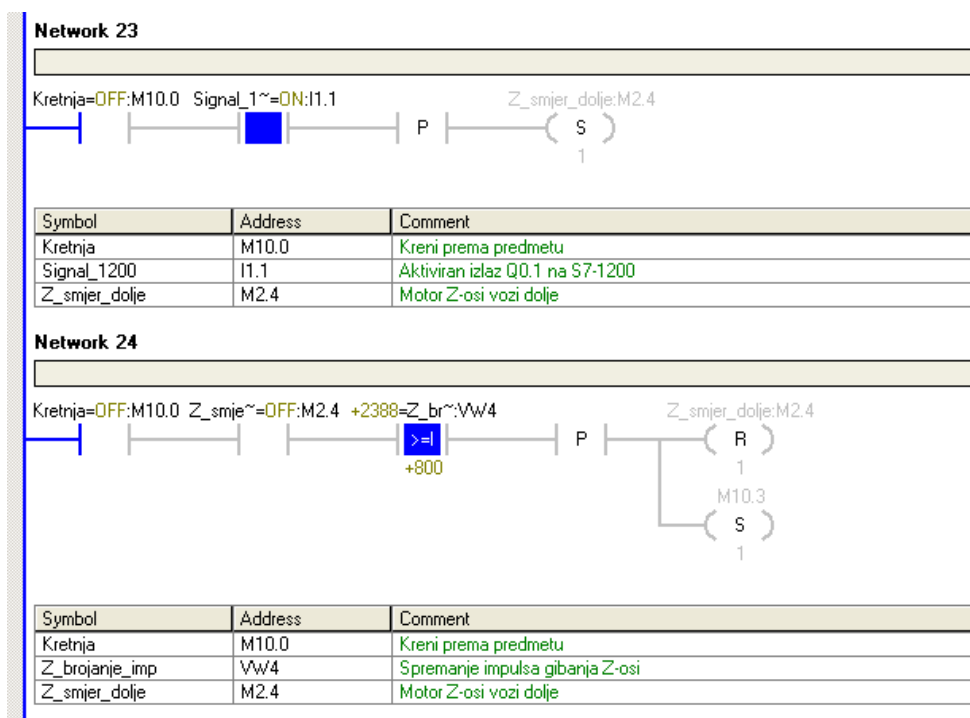 Network 23
Kretnja=OFF:M10.0 Signal_1~=ON:I1.1 Z_smjer_dolje:M2.4
P S
1
Symbol Address Comment
Kretnja M10.0 Kreni prema predmetu
Signal_1200 I1.1 Aktiviran izlaz Q0.1 na S7-1200
Z_smjer_dolje M2.4 Motor Z-osi vozi dolje
Network 24
Kretnja=OFF:M10.0 Z_smje~=OFF:M2.4 +2388=Z_br~:VW4 Z_smjer_dolje:M2.4
>=I P R
+800 1
M10.3
S
1
Symbol Address Comment
Kretnja M10.0 Kreni prema predmetu
Z_brojanje_imp VW4 Spremanje impulsa gibanja Z-osi
Z_smjer_dolje M2.4 Motor Z-osi vozi dolje